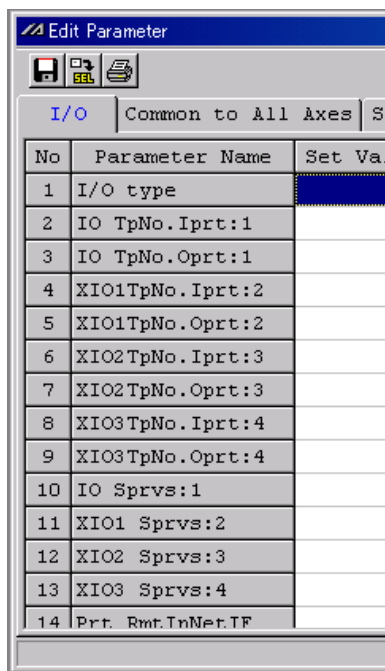 Edit Parameter
SEL
I/O Common to All Axes S
No Parameter Name Set Va
1 I/O type
2 IO TpNo.Iprt:1
3 IO TpNo.Oprt:1
4 XIO1TpNo.Iprt:2
5 XIO1TpNo.Oprt:2
6 XIO2TpNo.Iprt:3
7 XIO2TpNo.Oprt:3
8 XIO3TpNo.Iprt:4
9 XIO3TpNo.Oprt:4
10 IO Sprvs:1
11 XIO1 Sprvs:2
12 XIO2 Sprvs:3
13 XIO3 Sprvs:4
14 Prt RmtInNetIF